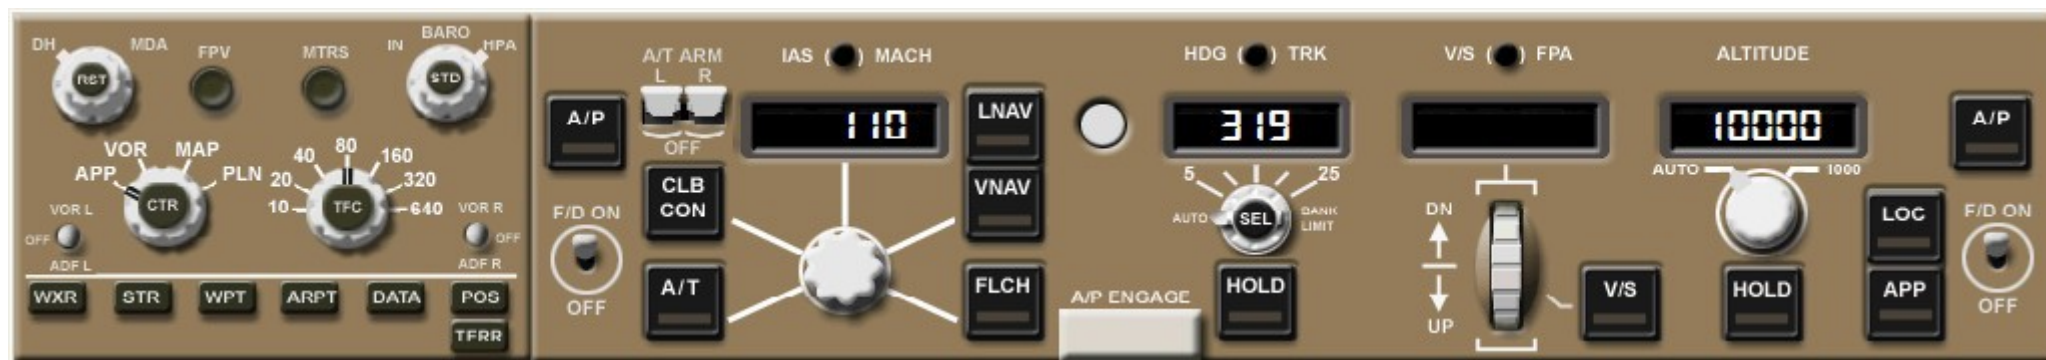 DH
MDA
RST
FPV
MTRS
IN
BARO
HPA
STD
APP
VOR
MAP
PLN
CTR
10
20
40
80
160
320
640
TFC
VOR L
OFF
ADF L
VOR R
OFF
ADF R
WXR
STR
WPT
ARPT
DATA
POS
TFRR
A/P
F/D ON
OFF
A/T ARM
L R
OFF
CLB
CON
A/T
IAS ( ) MACH
110
LNAV
VNAV
FLCH
A/P ENGAGE
HDG ( ) TRK
319
5
25
AUTO
SEL
BANK
LIMIT
HOLD
V/S ( ) FPA
DN
UP
V/S
ALTITUDE
10000
AUTO
1000
HOLD
LOC
APP
A/P
F/D ON
OFF